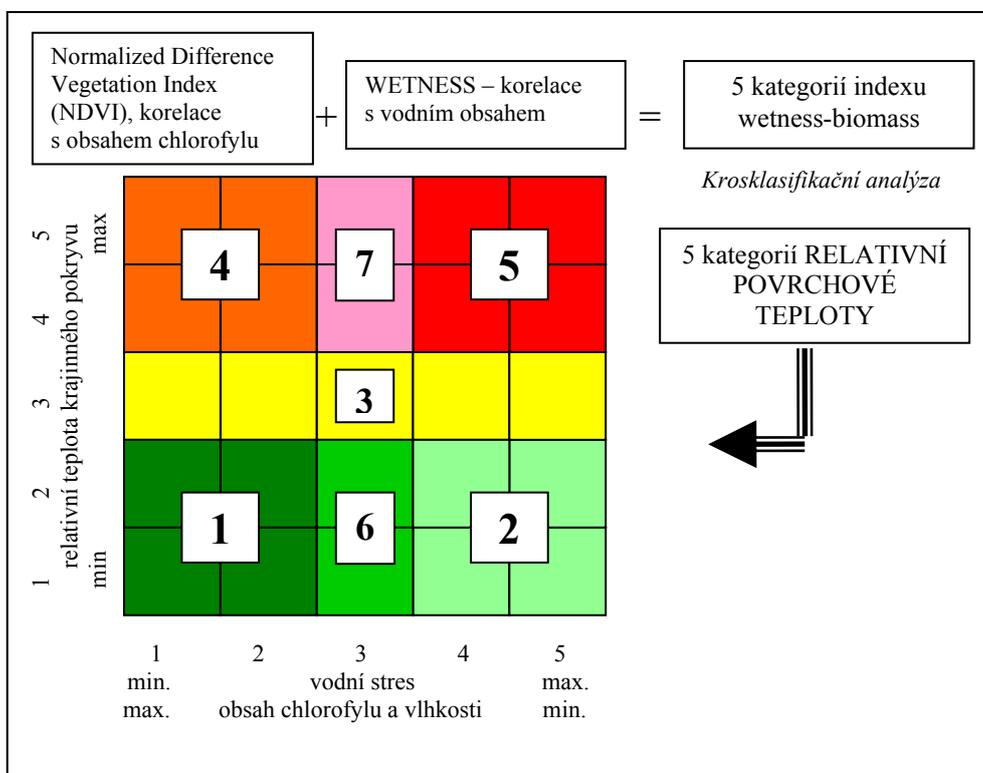 Normalized Difference
Vegetation Index
(NDVI), korelace
s obsahem chlorofylu
+
WETNESS – korelace
s vodním obsahem
=
5 kategorií indexu
wetness-biomass
Krosklasifikační analýza
5 kategorií RELATIVNÍ
POVRCHOVÉ
TEPLOTY
relativní teplota krajinného pokryvu
min max
1 2 3 4 5
4 7 5
3
1 6 2
1 2 3 4 5
min. vodní stres max.
max. obsah chlorofylu a vlhkosti min.